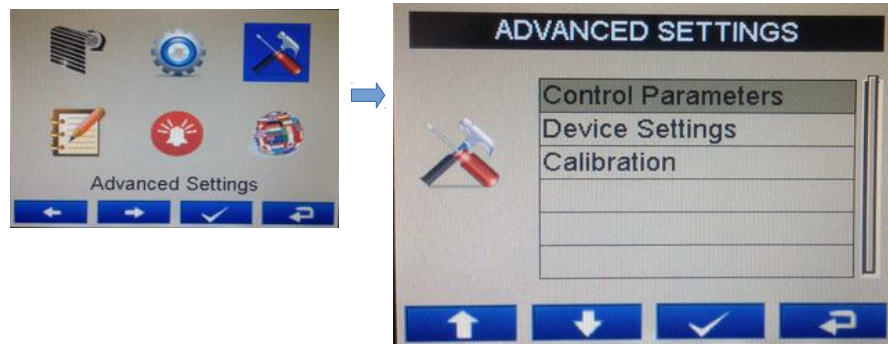 Advanced Settings
ADVANCED SETTINGS
Control Parameters
Device Settings
Calibration